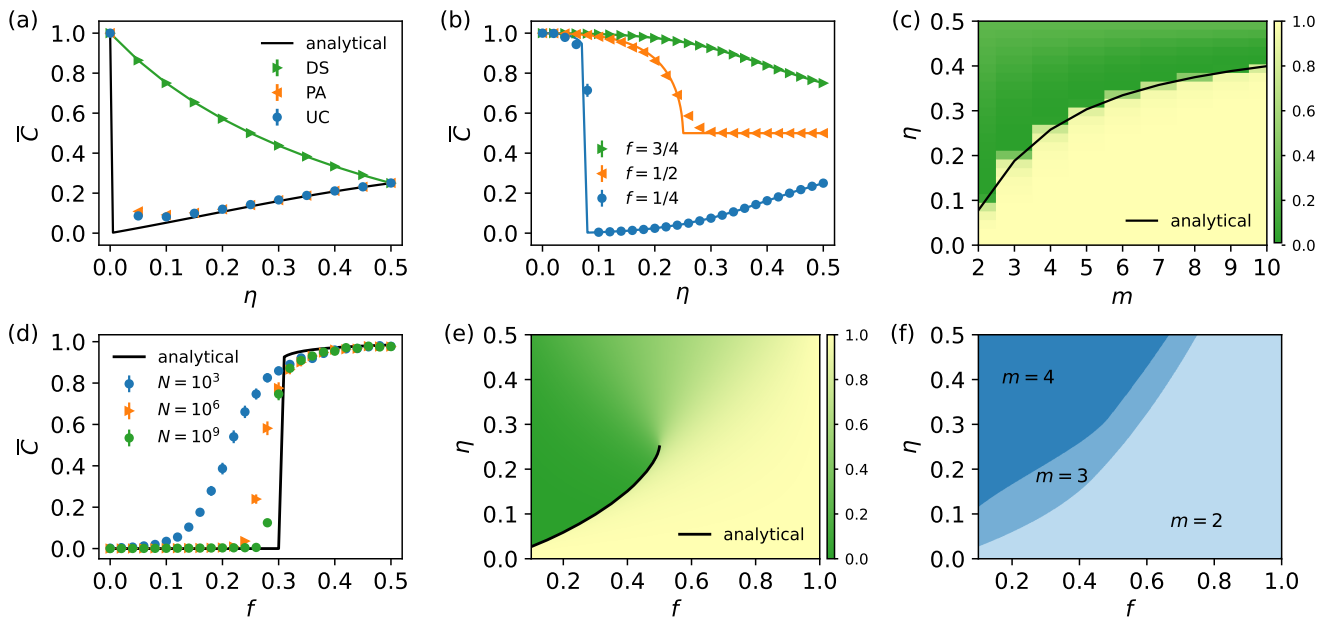 (a)
1.0
0.8
0.6
0.4
0.2
0.0
C̅
0.0 0.1 0.2 0.3 0.4 0.5
η
analytical
DS
PA
UC
(b)
1.0
0.8
0.6
0.4
0.2
0.0
C̅
0.0 0.1 0.2 0.3 0.4 0.5
η
f = 3/4
f = 1/2
f = 1/4
(c)
0.5
0.4
0.3
0.2
0.1
0.0
η
2 3 4 5 6 7 8 9 10
m
analytical
1.0
0.8
0.6
0.4
0.2
0.0
(d)
1.0
0.8
0.6
0.4
0.2
0.0
C̅
0.0 0.1 0.2 0.3 0.4 0.5
f
analytical
N = 10³
N = 10⁶
N = 10⁹
(e)
0.5
0.4
0.3
0.2
0.1
0.0
η
0.2 0.4 0.6 0.8 1.0
f
analytical
1.0
0.8
0.6
0.4
0.2
0.0
(f)
0.5
0.4
0.3
0.2
0.1
0.0
η
0.2 0.4 0.6 0.8 1.0
f
m = 4
m = 3
m = 2